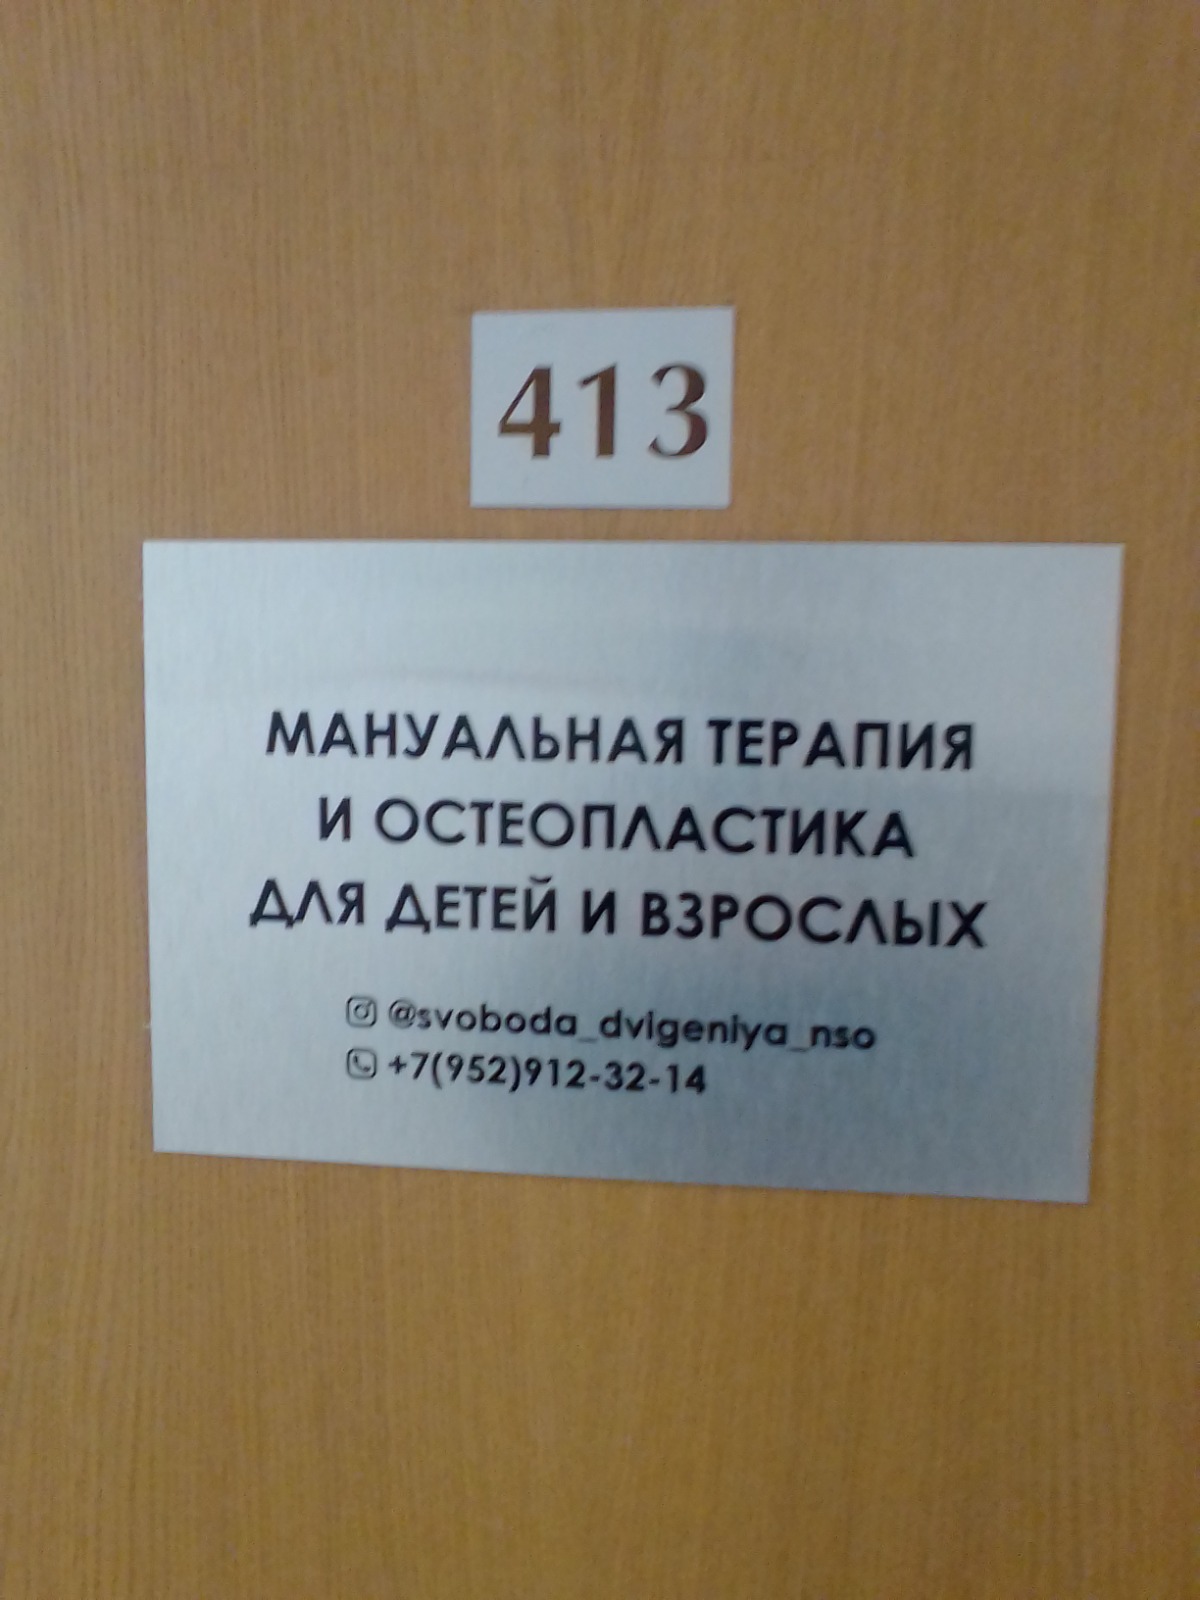 413
МАНУАЛЬНАЯ ТЕРАПИЯ
И ОСТЕОПЛАСТИКА
ДЛЯ ДЕТЕЙ И ВЗРОСЛЫХ
@svoboda_dvigeniya_nso
+7(952)912-32-14